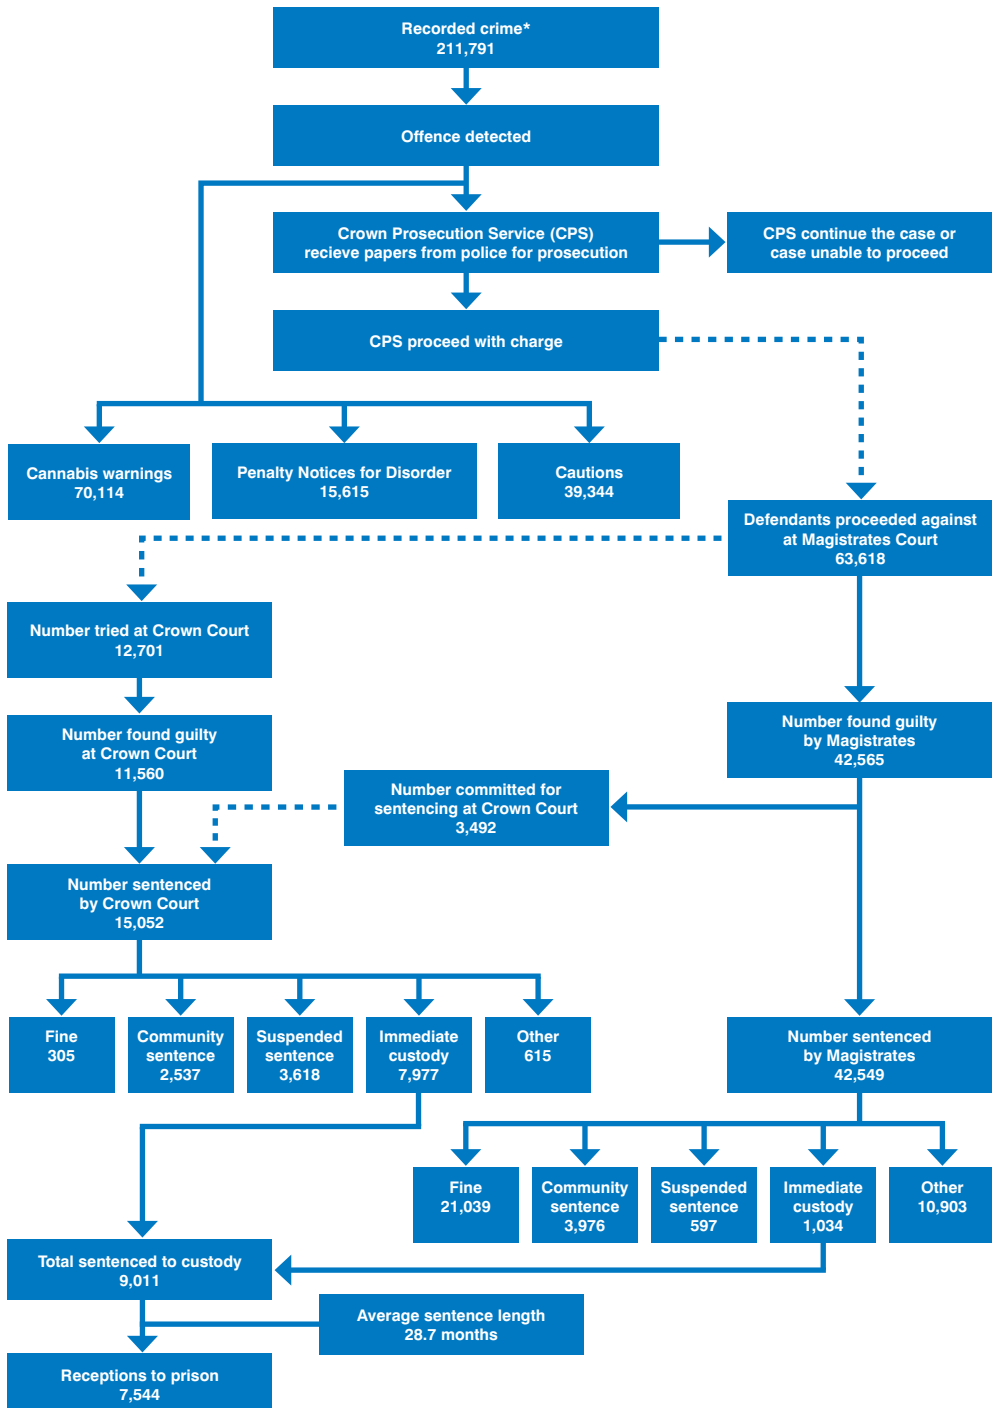 Recorded crime*
211,791
Offence detected
Crown Prosecution Service (CPS)
recieve papers from police for prosecution
CPS continue the case or
case unable to proceed
CPS proceed with charge
Cannabis warnings
70,114
Penalty Notices for Disorder
15,615
Cautions
39,344
Defendants proceeded against
at Magistrates Court
63,618
Number tried at Crown Court
12,701
Number found guilty
at Crown Court
11,560
Number found guilty
by Magistrates
42,565
Number committed for
sentencing at Crown Court
3,492
Number sentenced
by Crown Court
15,052
Fine
305
Community
sentence
2,537
Suspended
sentence
3,618
Immediate
custody
7,977
Other
615
Number sentenced
by Magistrates
42,549
Fine
21,039
Community
sentence
3,976
Suspended
sentence
597
Immediate
custody
1,034
Other
10,903
Total sentenced to custody
9,011
Average sentence length
28.7 months
Receptions to prison
7,544